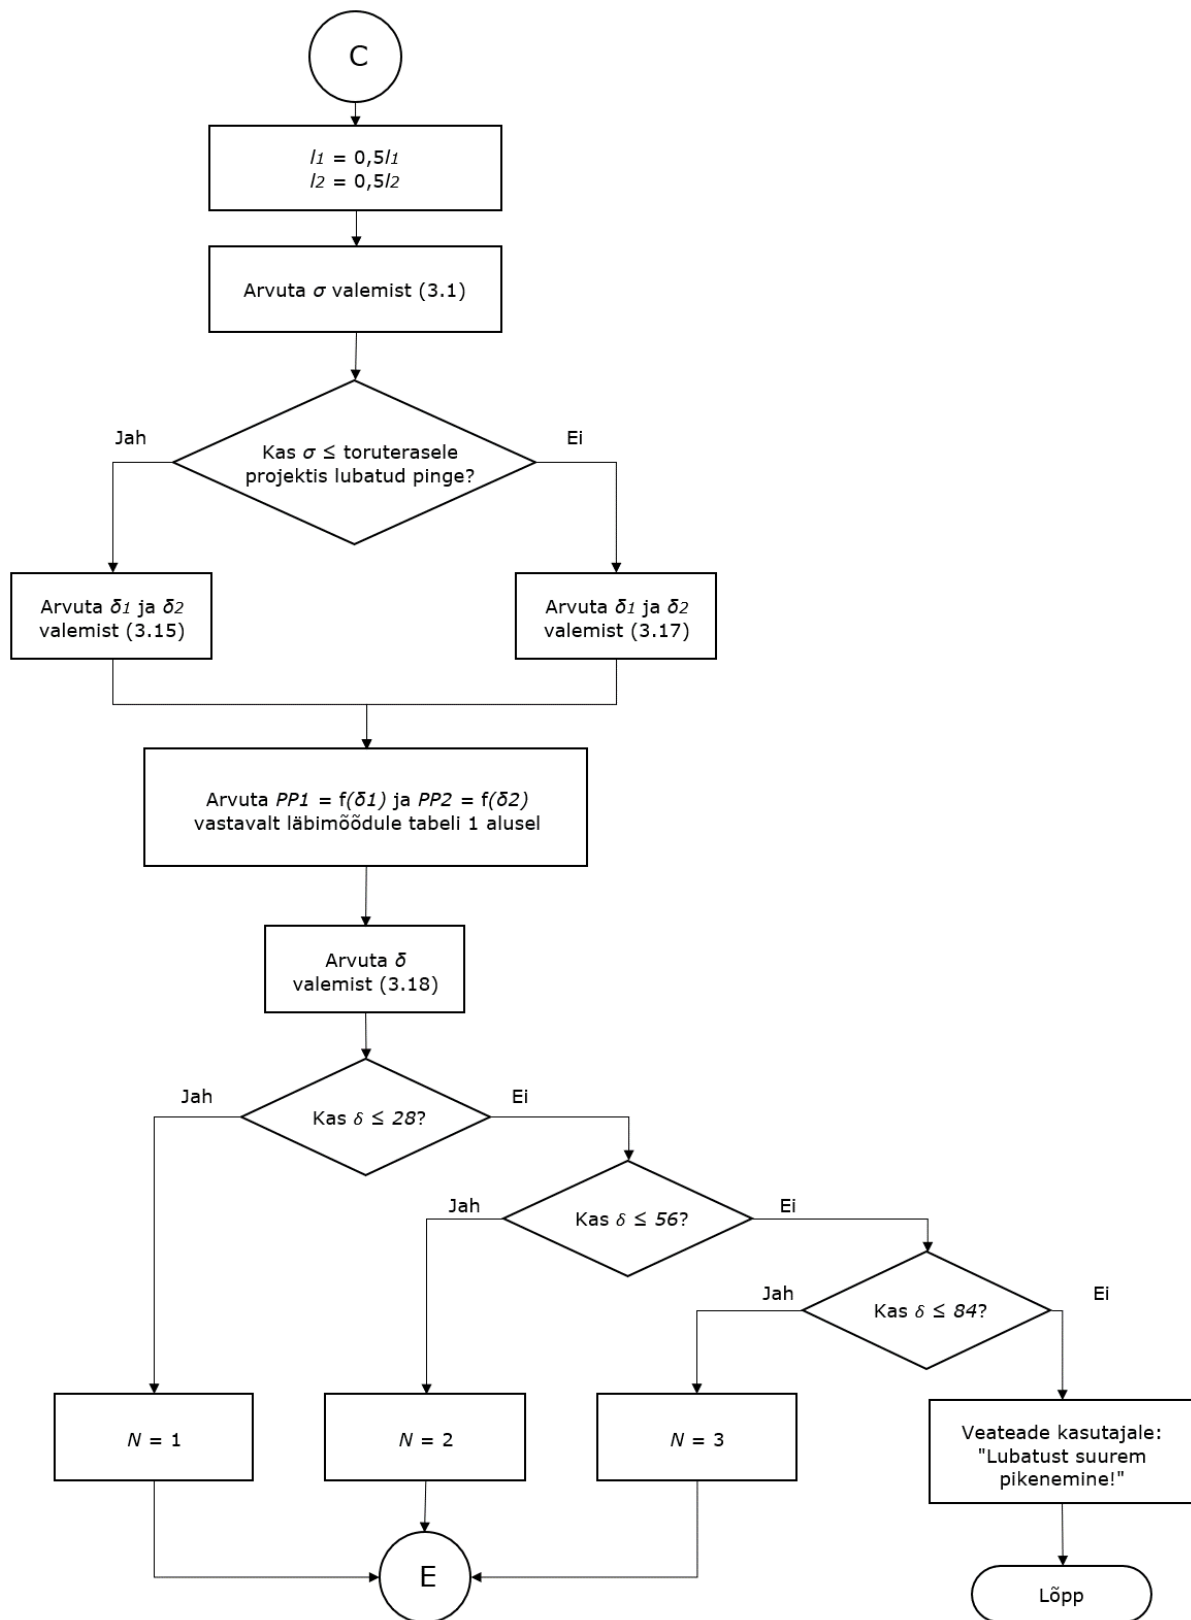 C
l1 = 0,5l1
l2 = 0,5l2
Arvuta σ valemist (3.1)
Jah
Ei
Kas σ ≤ toruterasele
projektis lubatud pinge?
Arvuta δ1 ja δ2
valemist (3.15)
Arvuta δ1 ja δ2
valemist (3.17)
Arvuta PP1 = f(δ1) ja PP2 = f(δ2)
vastavalt läbimõõdule tabeli 1 alusel
Arvuta δ
valemist (3.18)
Jah
Ei
Kas δ ≤ 28?
Jah
Ei
Kas δ ≤ 56?
Jah
Ei
Kas δ ≤ 84?
N = 1
N = 2
N = 3
Veateade kasutajale:
"Lubatust suurem
pikenemine!"
E
Lõpp